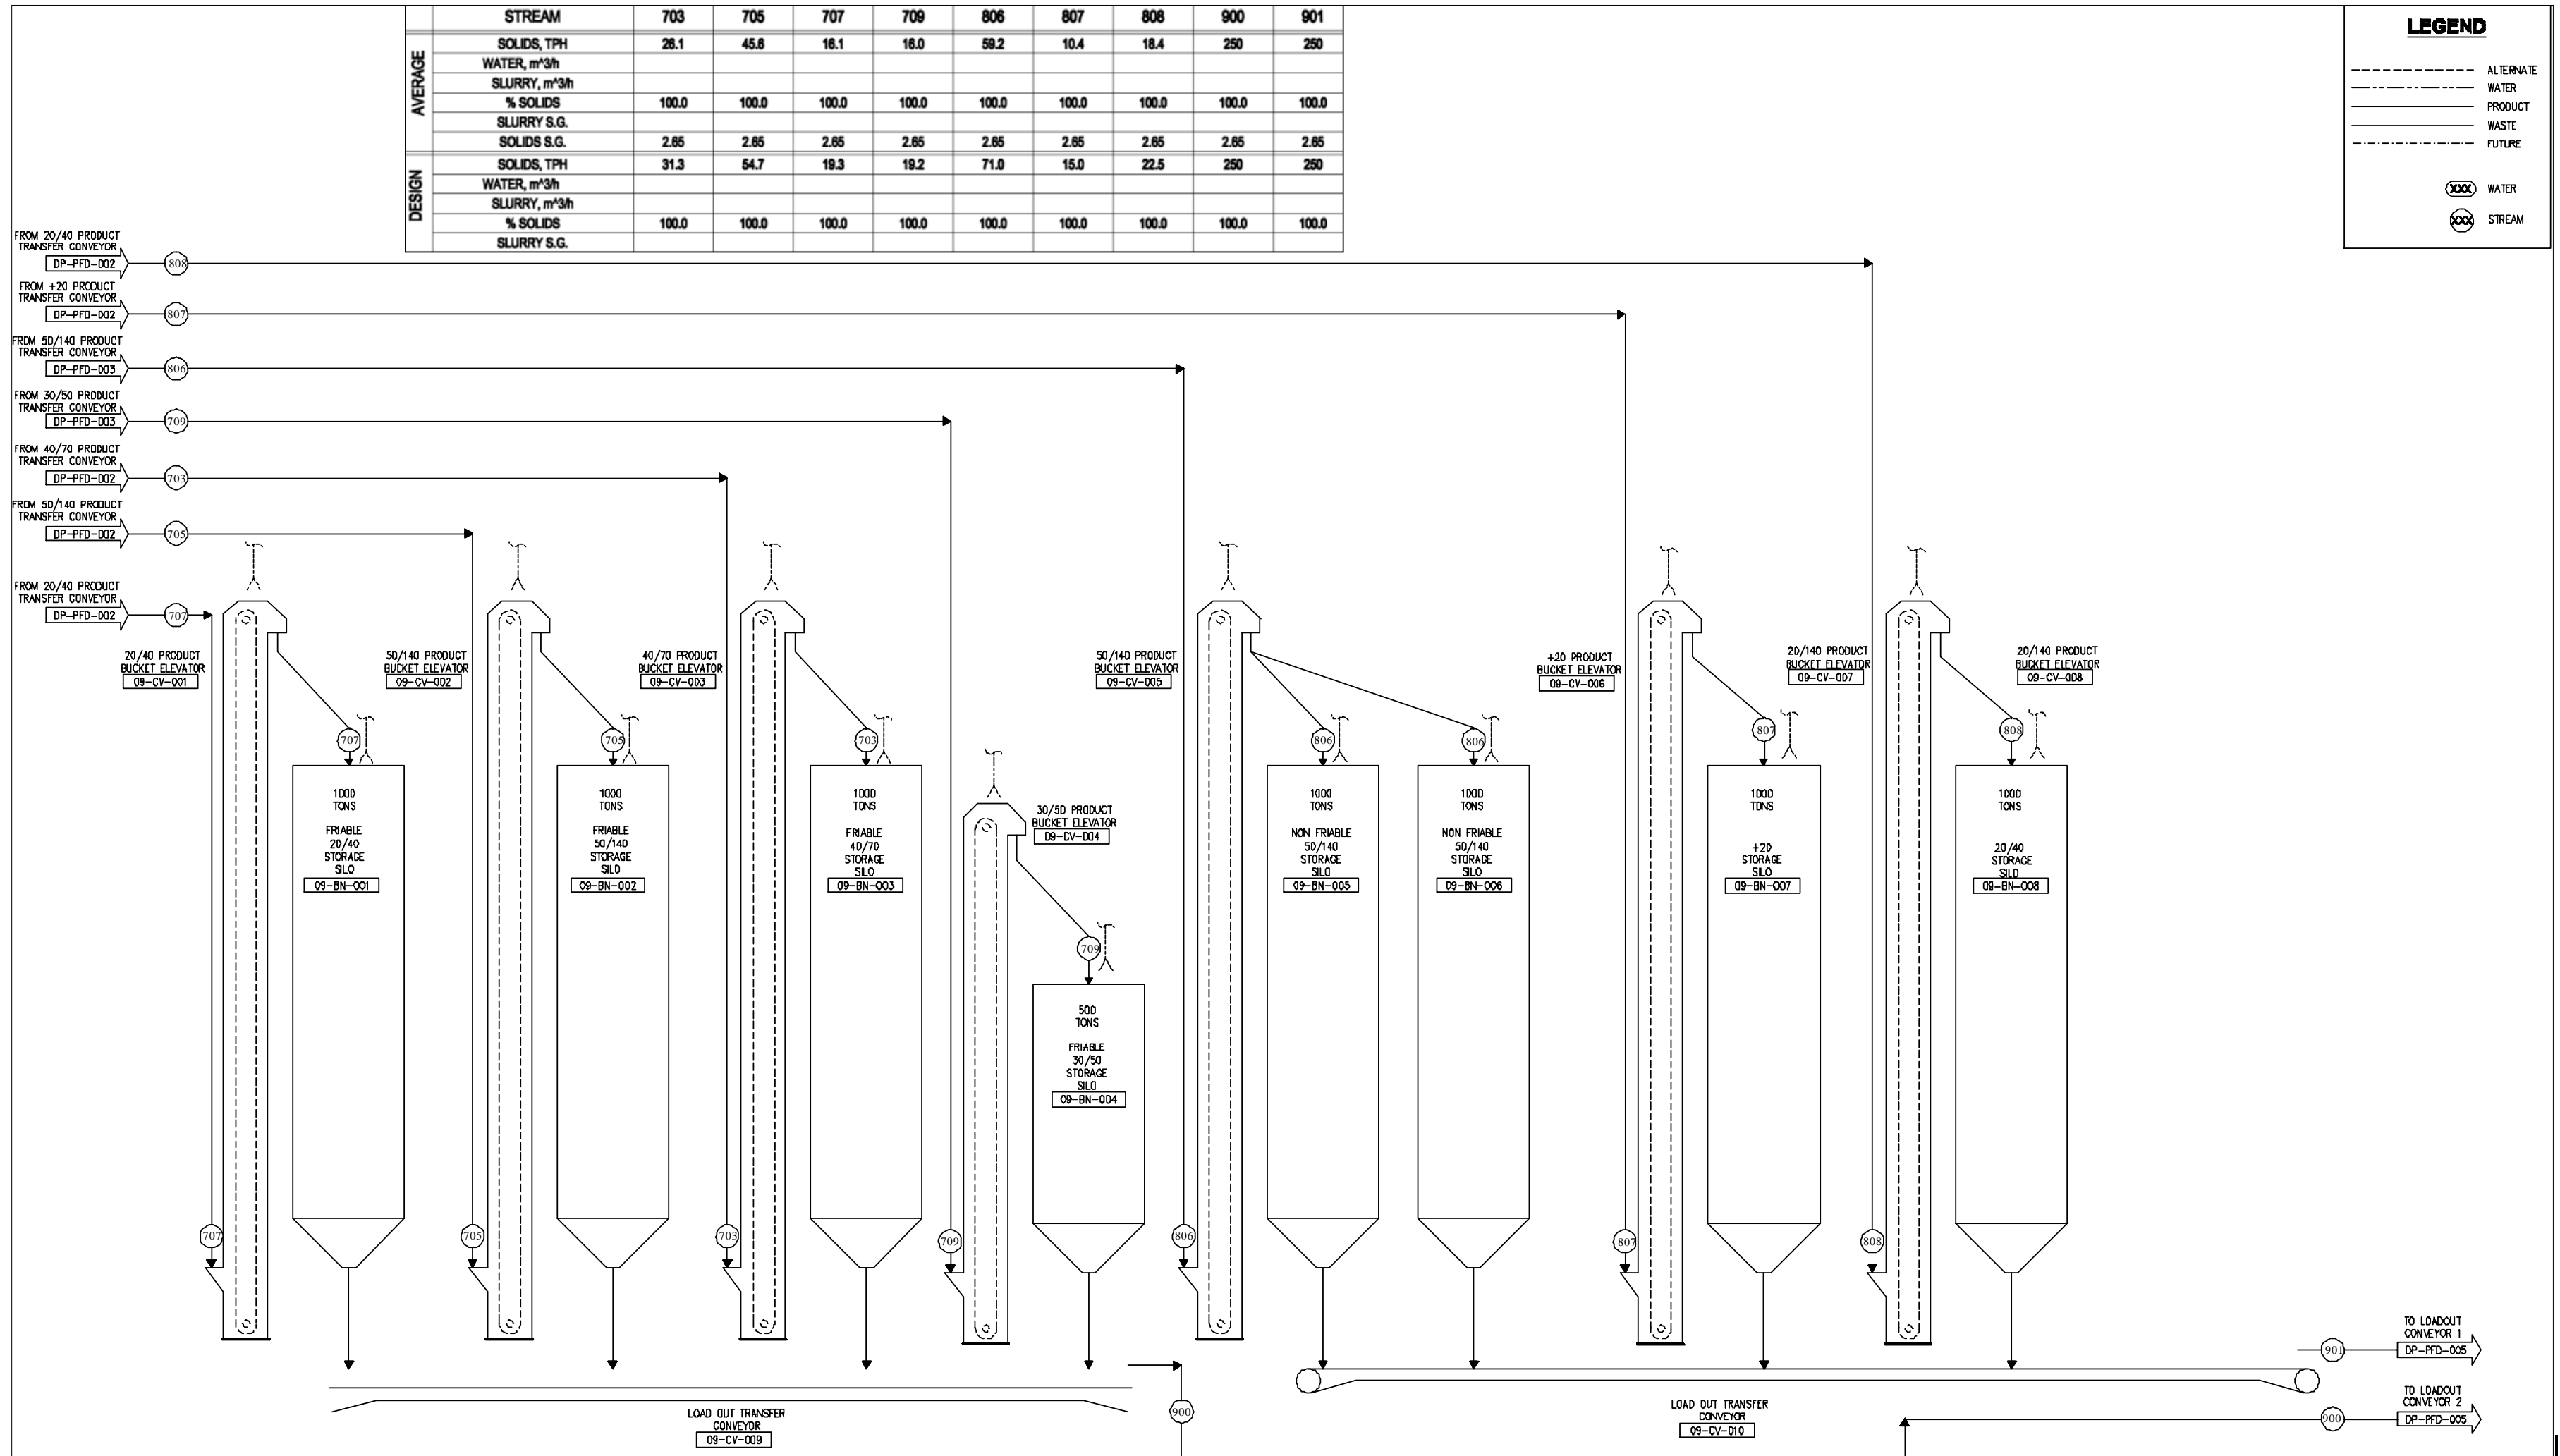 STREAM 703 705 707 709 806 807 808 900 901
AVERAGE
SOLIDS, TPH 26.1 45.6 16.1 16.0 59.2 10.4 18.4 250 250
WATER, m^3/h
SLURRY, m^3/h
% SOLIDS 100.0 100.0 100.0 100.0 100.0 100.0 100.0 100.0 100.0
SLURRY S.G.
SOLIDS S.G. 2.65 2.65 2.65 2.65 2.65 2.65 2.65 2.65 2.65
DESIGN
SOLIDS, TPH 31.3 54.7 19.3 19.2 71.0 15.0 22.5 250 250
WATER, m^3/h
SLURRY, m^3/h
% SOLIDS 100.0 100.0 100.0 100.0 100.0 100.0 100.0 100.0 100.0
SLURRY S.G.
LEGEND
ALTERNATE
WATER
PRODUCT
WASTE
FUTURE
XXX WATER
XXX STREAM
FROM 20/40 PRODUCT
TRANSFER CONVEYOR
DP-PFD-002 808
FROM +20 PRODUCT
TRANSFER CONVEYOR
DP-PFD-002 807
FROM 50/140 PRODUCT
TRANSFER CONVEYOR
DP-PFD-003 806
FROM 30/50 PRODUCT
TRANSFER CONVEYOR
DP-PFD-003 709
FROM 40/70 PRODUCT
TRANSFER CONVEYOR
DP-PFD-002 703
FROM 50/140 PRODUCT
TRANSFER CONVEYOR
DP-PFD-002 705
FROM 20/40 PRODUCT
TRANSFER CONVEYOR
DP-PFD-002 707
20/40 PRODUCT
BUCKET ELEVATOR
09-CV-001
50/140 PRODUCT
BUCKET ELEVATOR
09-CV-002
40/70 PRODUCT
BUCKET ELEVATOR
09-CV-003
50/140 PRODUCT
BUCKET ELEVATOR
09-CV-005
+20 PRODUCT
BUCKET ELEVATOR
09-CV-006
20/140 PRODUCT
BUCKET ELEVATOR
09-CV-007
20/140 PRODUCT
BUCKET ELEVATOR
09-CV-008
707
705
703
806
806
807
808
1000
TONS
FRIABLE
20/40
STORAGE
SILO
09-BN-001
1000
TONS
FRIABLE
50/140
STORAGE
SILO
09-BN-002
1000
TONS
FRIABLE
40/70
STORAGE
SILO
09-BN-003
30/50 PRODUCT
BUCKET ELEVATOR
09-CV-004
709
500
TONS
FRIABLE
30/50
STORAGE
SILO
09-BN-004
1000
TONS
NON FRIABLE
50/140
STORAGE
SILO
09-BN-005
1000
TONS
NON FRIABLE
50/140
STORAGE
SILO
09-BN-006
1000
TONS
+20
STORAGE
SILO
09-BN-007
1000
TONS
20/40
STORAGE
SILO
09-BN-008
707
705
703
709
806
807
808
LOAD OUT TRANSFER
CONVEYOR
09-CV-009
900
LOAD OUT TRANSFER
CONVEYOR
09-CV-010
TO LOADOUT
CONVEYOR 1
901 DP-PFD-005
TO LOADOUT
CONVEYOR 2
900 DP-PFD-005